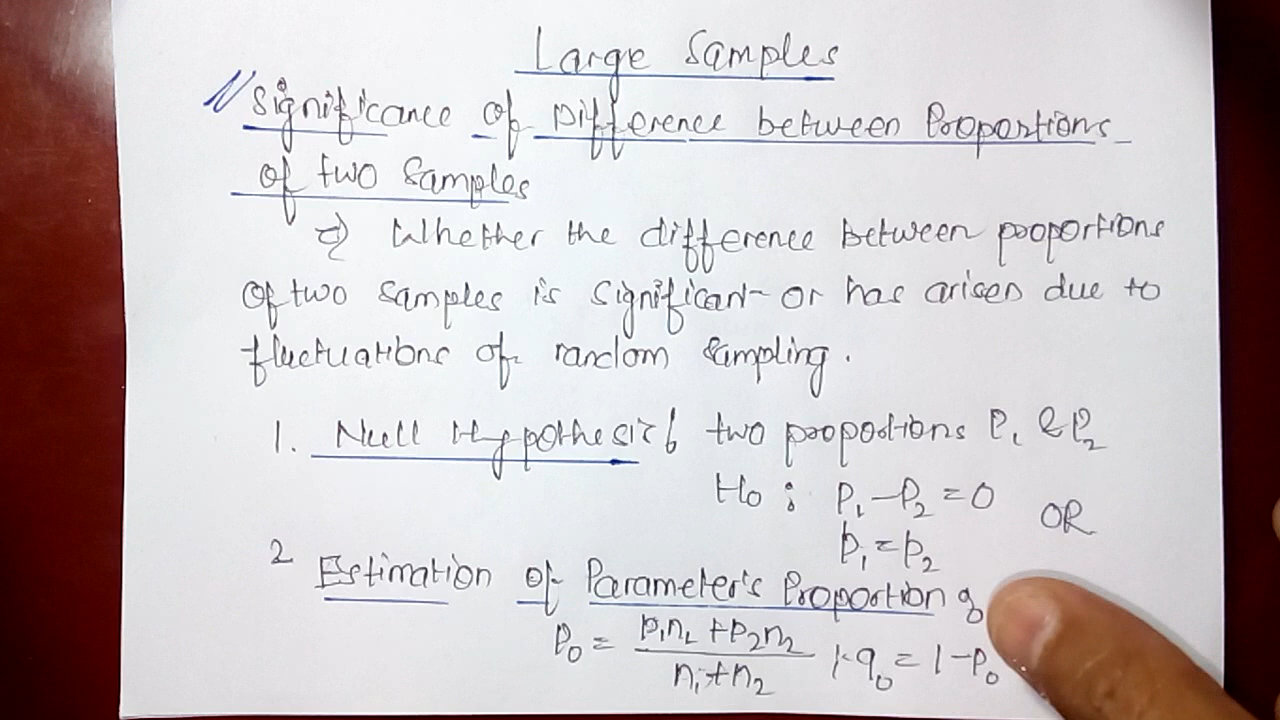 Large Samples
Significance of Difference between Proportions
of two Samples
⇒ Whether the difference between proportions
of two samples is significant or has arisen due to
fluctuations of random sampling.
1. Null Hypothesis : two proportions P₁ & P₂
H₀ : P₁ - P₂ = 0 OR
p₁ = p₂
2 Estimation of Parameter's Proportion :
P₀ = (p₁n₁ + p₂n₂) / (n₁ + n₂) ; q₀ = 1 - p₀